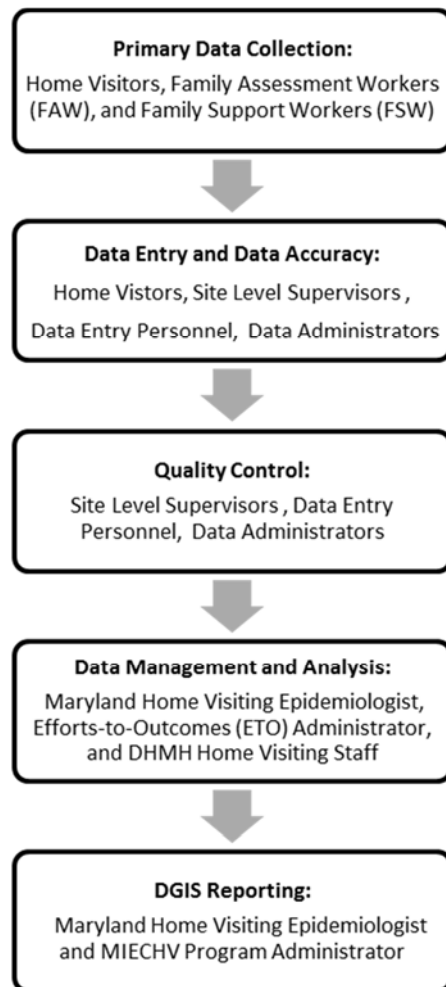 Primary Data Collection:
Home Visitors, Family Assessment Workers
(FAW), and Family Support Workers (FSW)
Data Entry and Data Accuracy:
Home Vistors, Site Level Supervisors ,
Data Entry Personnel, Data Administrators
Quality Control:
Site Level Supervisors , Data Entry
Personnel, Data Administrators
Data Management and Analysis:
Maryland Home Visiting Epidemiologist,
Efforts-to-Outcomes (ETO) Administrator,
and DHMH Home Visiting Staff
DGIS Reporting:
Maryland Home Visiting Epidemiologist
and MIECHV Program Administrator